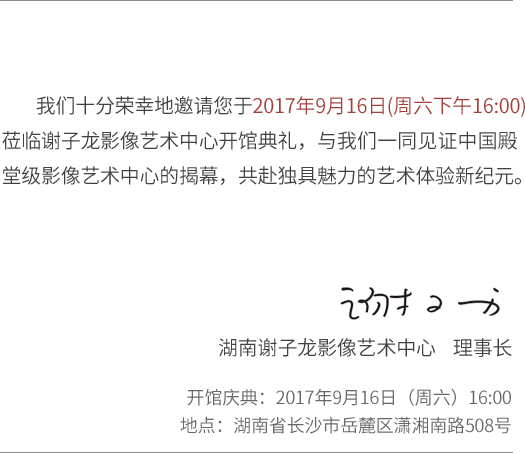 我们十分荣幸地邀请您于2017年9月16日(周六下午16:00)
莅临谢子龙影像艺术中心开馆典礼，与我们一同见证中国殿
堂级影像艺术中心的揭幕，共赴独具魅力的艺术体验新纪元。
湖南谢子龙影像艺术中心 理事长
开馆庆典：2017年9月16日（周六）16:00
地点：湖南省长沙市岳麓区潇湘南路508号